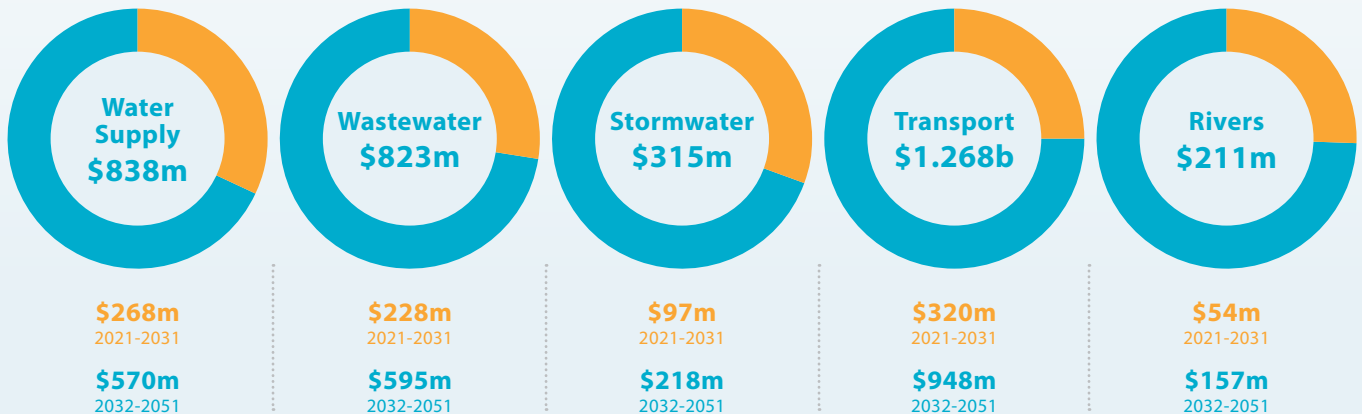 Water
Supply
$838m
Wastewater
$823m
Stormwater
$315m
Transport
$1.268b
Rivers
$211m
$268m
2021-2031
$570m
2032-2051
$228m
2021-2031
$595m
2032-2051
$97m
2021-2031
$218m
2032-2051
$320m
2021-2031
$948m
2032-2051
$54m
2021-2031
$157m
2032-2051